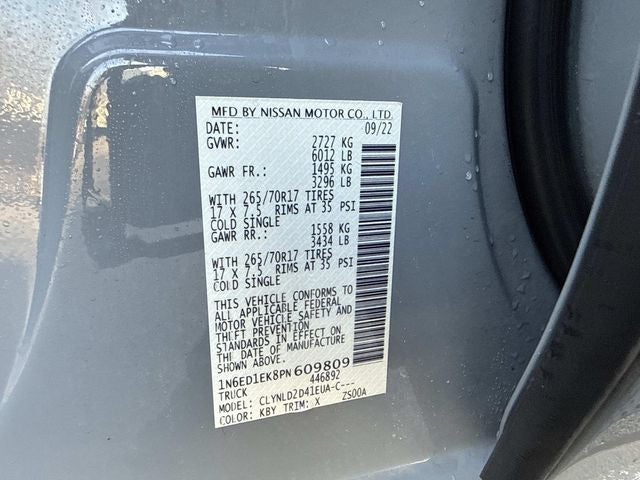 MFD BY NISSAN MOTOR CO., LTD.
DATE: 09/22
GVWR: 2727 KG
6012 LB
GAWR FR.: 1495 KG
3296 LB
WITH 265/70R17 TIRES
17 X 7.5 RIMS AT 35 PSI
COLD SINGLE
GAWR RR.: 1558 KG
3434 LB
WITH 265/70R17 TIRES
17 X 7.5 RIMS AT 35 PSI
COLD SINGLE
THIS VEHICLE CONFORMS TO
ALL APPLICABLE FEDERAL
MOTOR VEHICLE SAFETY AND
THEFT PREVENTION
STANDARDS IN EFFECT ON
THE DATE OF MANUFACTURE
SHOWN ABOVE.
1N6ED1EK8PN609809
TRUCK 446892
MODEL: CLYNLD2D41EUA-C---
COLOR: KBY TRIM: X ZS00A